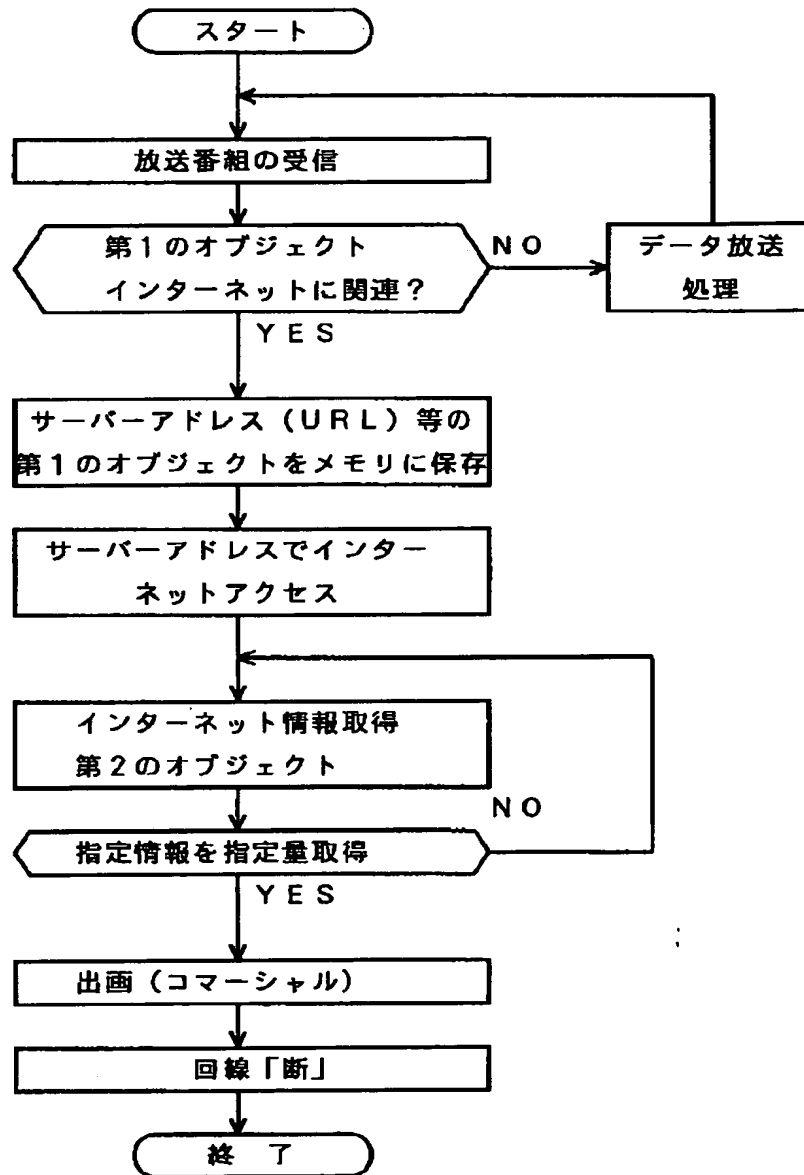 スタート
放送番組の受信
第1のオブジェクト
インターネットに関連？
NO
データ放送
処理
YES
サーバーアドレス（URL）等の
第1のオブジェクトをメモリに保存
サーバーアドレスでインター
ネットアクセス
インターネット情報取得
第2のオブジェクト
NO
指定情報を指定量取得
YES
出画（コマーシャル）
回線「断」
終 了